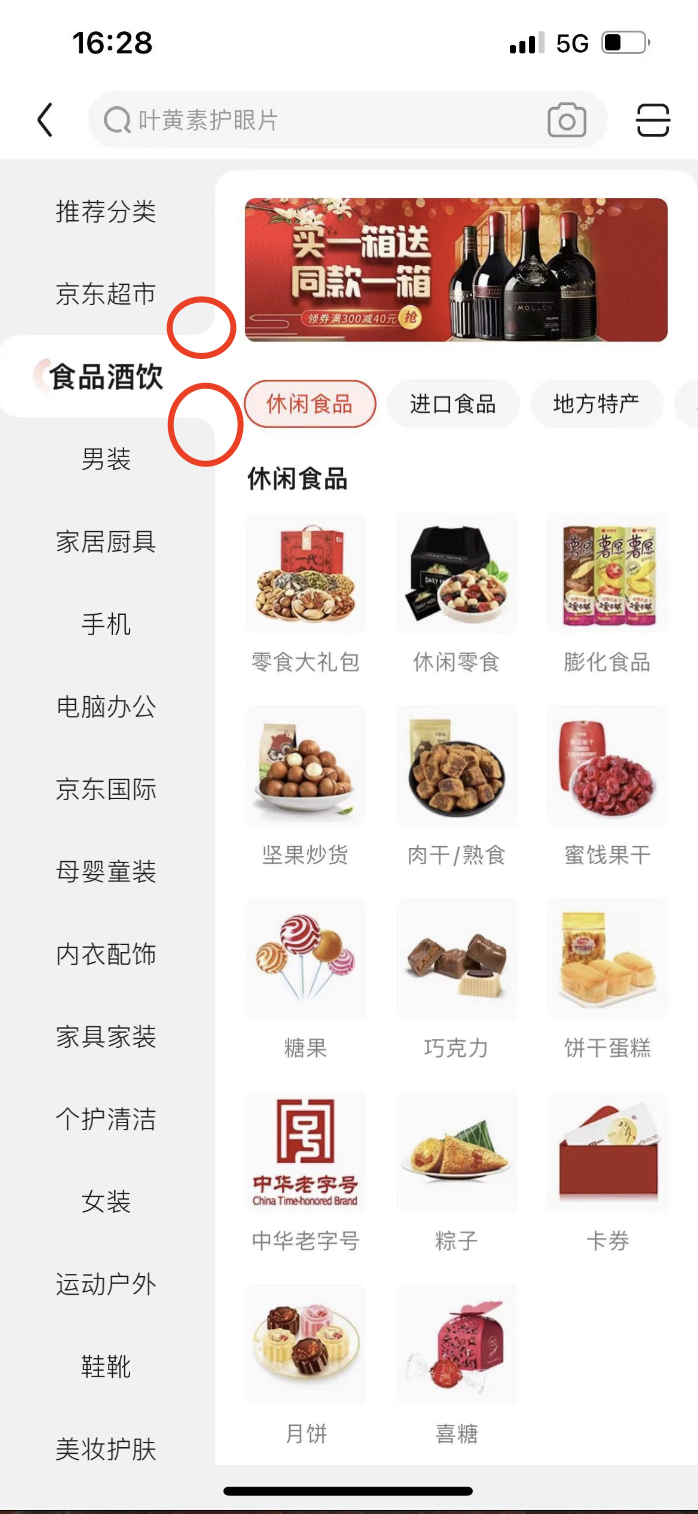 16:28
5G
叶黄素护眼片
推荐分类
京东超市
食品酒饮
男装
家居厨具
手机
电脑办公
京东国际
母婴童装
内衣配饰
家具家装
个护清洁
女装
运动户外
鞋靴
美妆护肤
卖一箱送
同款一箱
领券满300减40元 抢
休闲食品
进口食品
地方特产
休闲食品
零食大礼包
休闲零食
膨化食品
坚果炒货
肉干/熟食
蜜饯果干
糖果
巧克力
饼干蛋糕
中华老字号
China Time-honored Brand
中华老字号
粽子
卡券
月饼
喜糖